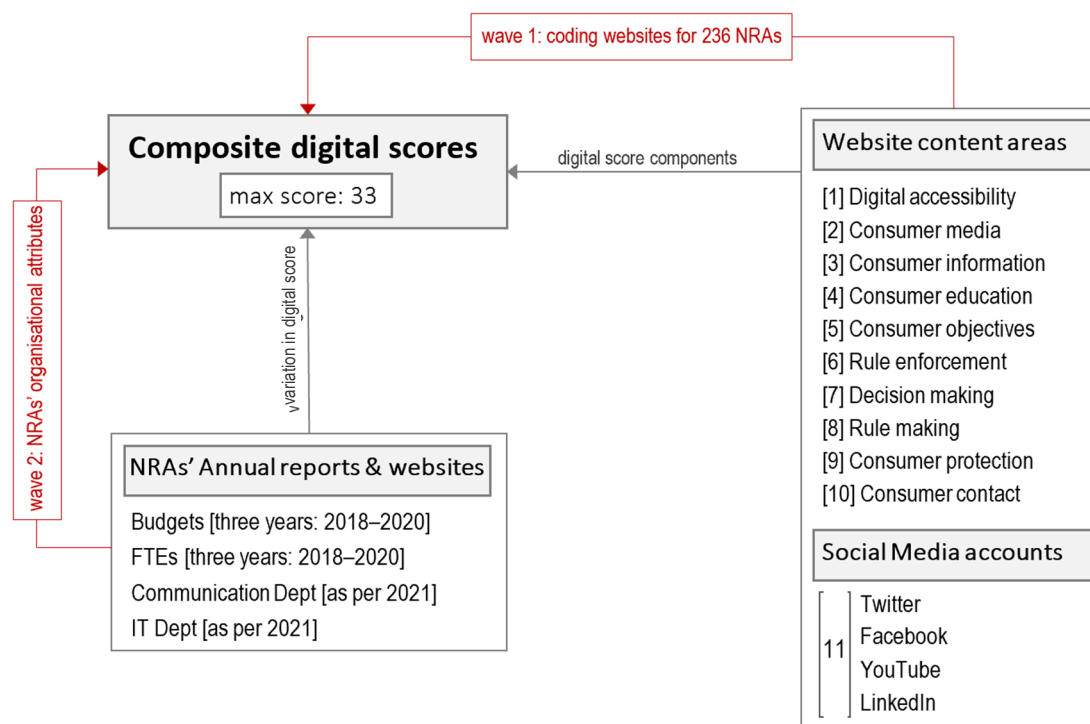 wave 1: coding websites for 236 NRAs
Composite digital scores
max score: 33
digital score components
wave 2: NRAs' organisational attributes
vvariation in digital score
NRAs' Annual reports & websites
Budgets [three years: 2018–2020]
FTEs [three years: 2018–2020]
Communication Dept [as per 2021]
IT Dept [as per 2021]
Website content areas
[1] Digital accessibility
[2] Consumer media
[3] Consumer information
[4] Consumer education
[5] Consumer objectives
[6] Rule enforcement
[7] Decision making
[8] Rule making
[9] Consumer protection
[10] Consumer contact
Social Media accounts
11
Twitter
Facebook
YouTube
LinkedIn